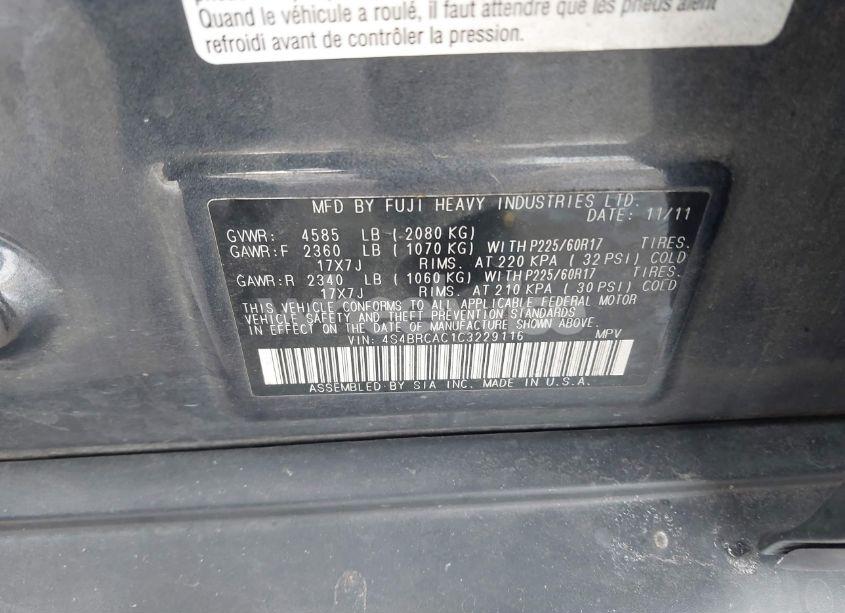 Quand le véhicule a roulé, il faut attendre que les pneus aient
refroidi avant de contrôler la pression.
MFD BY FUJI HEAVY INDUSTRIES LTD.
DATE: 11/11
GVWR: 4585 LB ( 2080 KG)
GAWR:F 2360 LB ( 1070 KG) WITH P225/60R17 TIRES.
17X7J RIMS. AT 220 KPA ( 32 PSI) COLD
GAWR:R 2340 LB ( 1060 KG) WITH P225/60R17 TIRES.
17X7J RIMS. AT 210 KPA ( 30 PSI) COLD
THIS VEHICLE CONFORMS TO ALL APPLICABLE FEDERAL MOTOR
VEHICLE SAFETY AND THEFT PREVENTION STANDARDS
IN EFFECT ON THE DATE OF MANUFACTURE SHOWN ABOVE.
VIN: 4S4BRCAC1C3229116 MPV
ASSEMBLED BY SIA INC. MADE IN U.S.A.